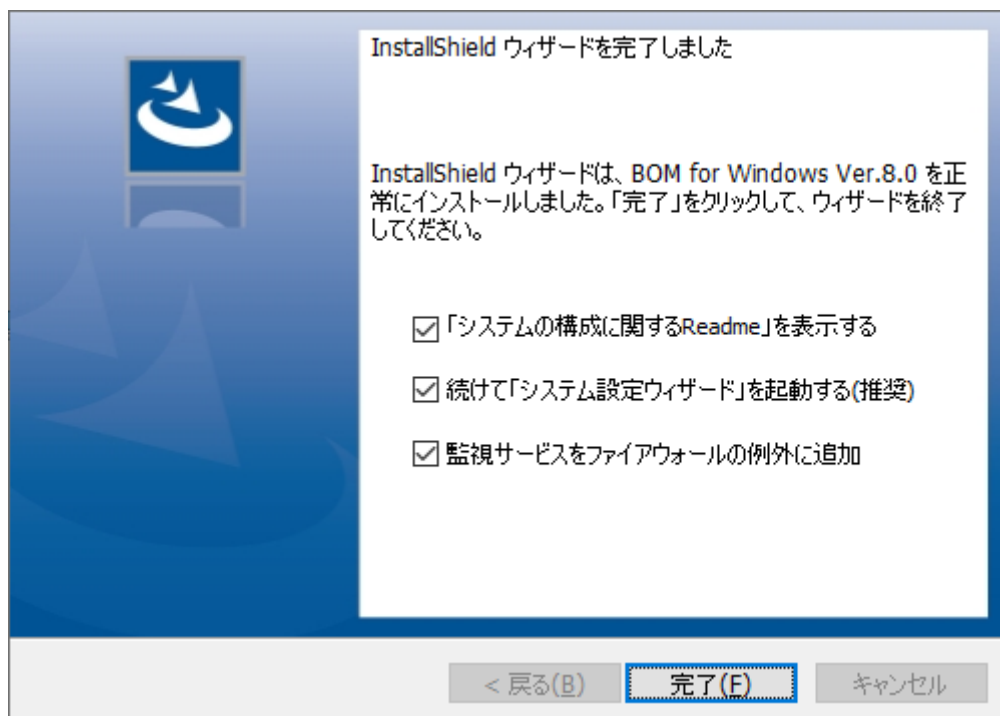 InstallShield ウィザードを完了しました
InstallShield ウィザードは、BOM for Windows Ver.8.0 を正
常にインストールしました。「完了」をクリックして、ウィザードを終了
してください。
「システムの構成に関するReadme」を表示する
続けて「システム設定ウィザード」を起動する(推奨)
監視サービスをファイアウォールの例外に追加
< 戻る(B)
完了(F)
キャンセル